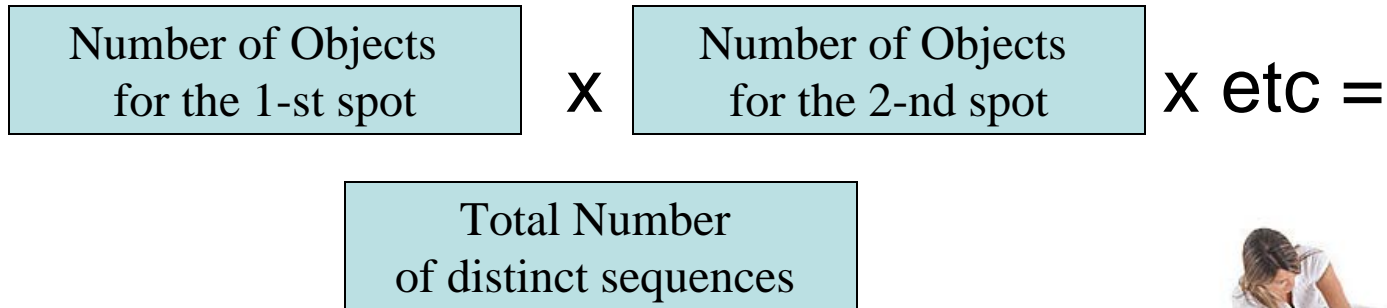 Number of Objects
for the 1-st spot
x
Number of Objects
for the 2-nd spot
x etc =
Total Number
of distinct sequences